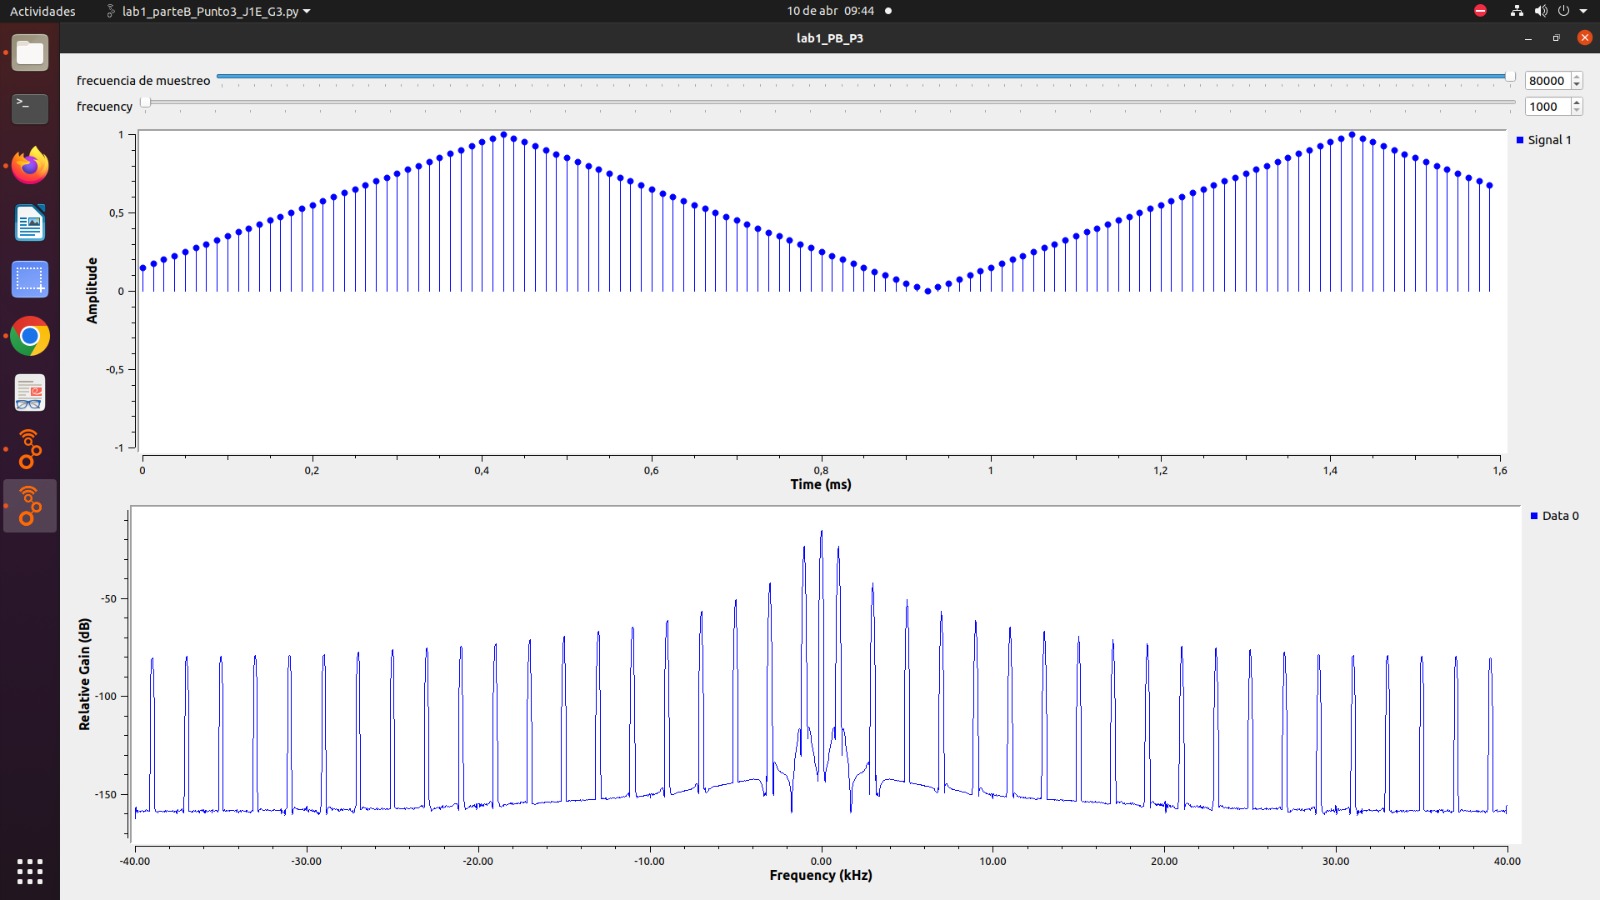 Actividades lab1_parteB_Punto3_J1E_G3.py 10 de abr 09:44
lab1_PB_P3
frecuencia de muestreo 80000
frecuency 1000
Signal 1
1
0,5
0
-0,5
-1
Amplitude
0 0,2 0,4 0,6 0,8 1 1,2 1,4 1,6
Time (ms)
Data 0
-50
-100
-150
Relative Gain (dB)
-40.00 -30.00 -20.00 -10.00 0.00 10.00 20.00 30.00 40.00
Frequency (kHz)